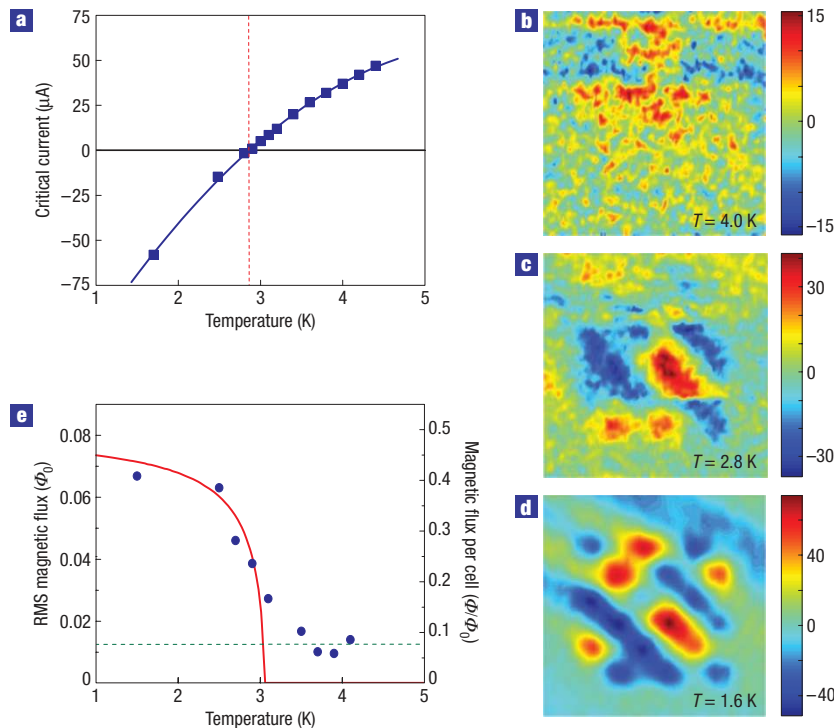 a
75
50
25
0
−25
−50
−75
Critical current (μA)
1
2
3
4
5
Temperature (K)
b
T = 4.0 K
15
0
−15
c
T = 2.8 K
30
0
−30
d
T = 1.6 K
40
0
−40
e
0.08
0.06
0.04
0.02
0
RMS magnetic flux (Φ₀)
0.5
0.4
0.3
0.2
0.1
0
Magnetic flux per cell (Φ/Φ₀)
1
2
3
4
5
Temperature (K)